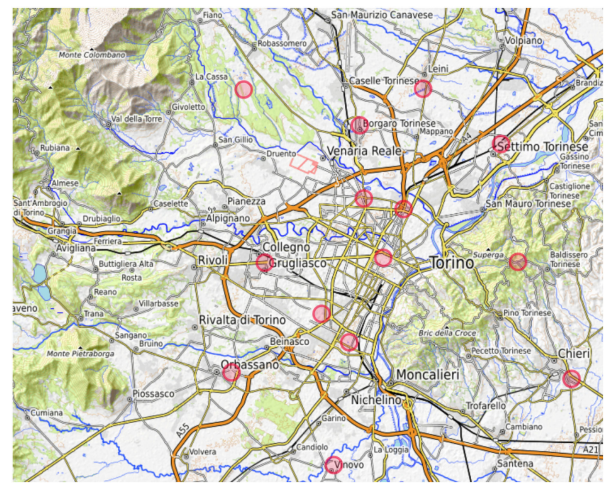 Fiano
San Maurizio Canavese
Volpiano
Robassomero
Monte Colombano
Leini
La Cassa
Caselle Torinese
Brandiz
Givoletto
Val della Torre
Borgaro Torinese
Mappano
A4
San Gillio
Settimo Torinese
Rubiana
Druento
Venaria Reale
Gassino
Torinese
Almese
Castiglione
Torinese
Sant'Ambrogio
di Torino
Caselette
Pianezza
San Mauro Torinese
Drubiaglio
Alpignano
Grangia
Ferriera
Avigliana
Collegno
Superga
Baldissero
Torinese
Buttigliera Alta
Rivoli
Grugliasco
Torino
Rosta
Reano
Villarbasse
aveno
Trana
Rivalta di Torino
Pino Torinese
Sangano
Bruino
Beinasco
Bric della Croce
Monte Pietraborga
Pecetto Torinese
Chieri
Orbassano
Moncalieri
Piossasco
Nichelino
Trofarello
Cumiana
Garino
Cambiano
A55
Pessio
Volvera
Candiolo
La Loggia
A21
Vinovo
Santena